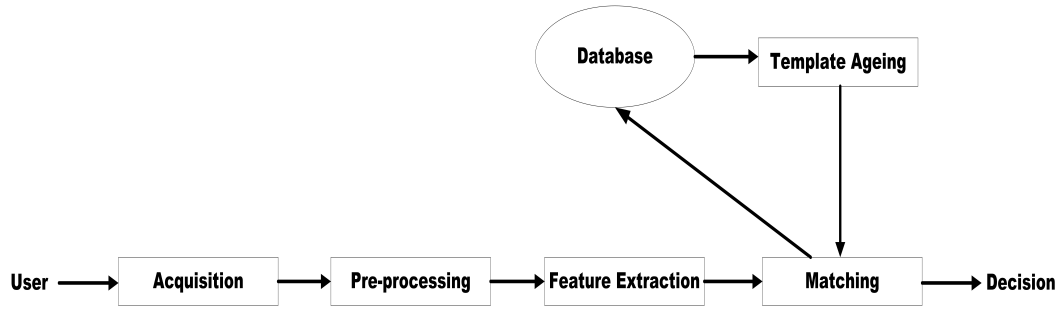 Database
Template Ageing
User
Acquisition
Pre-processing
Feature Extraction
Matching
Decision